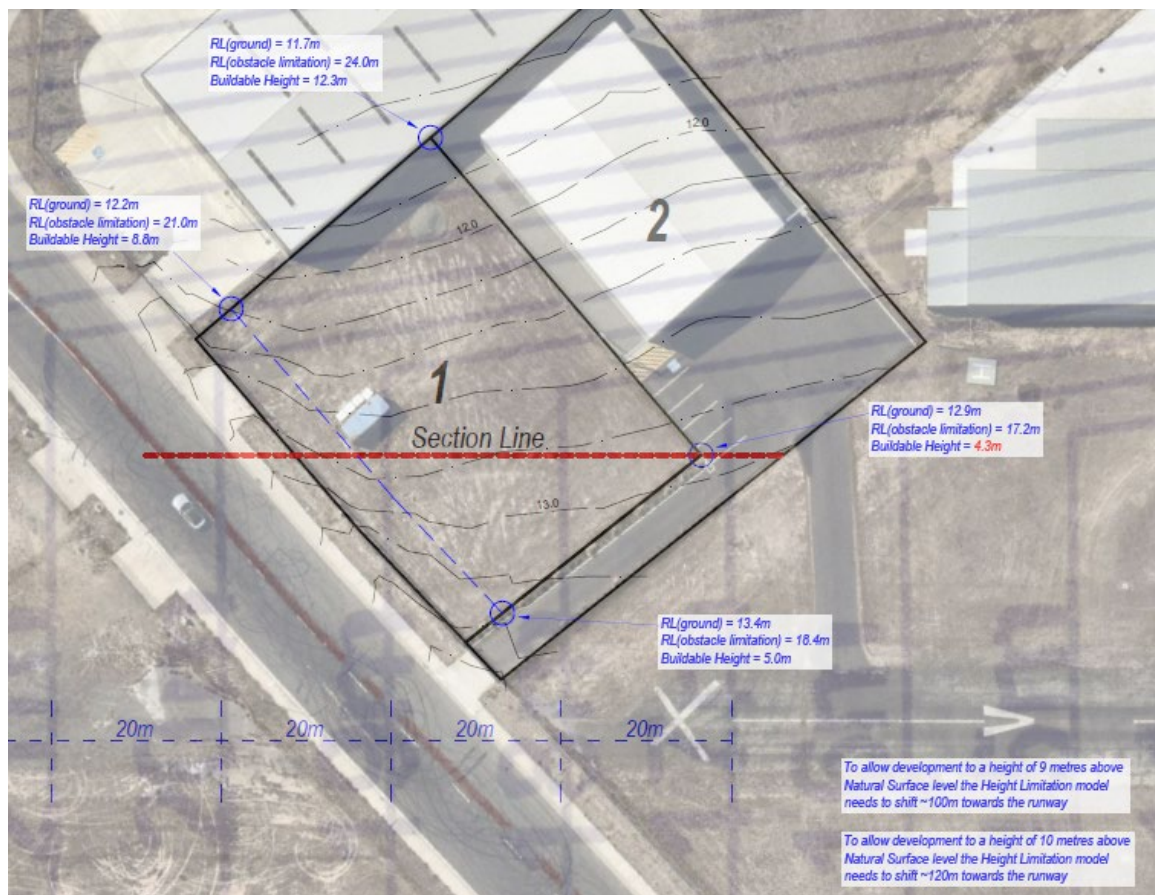 RL(ground) = 11.7m
RL(obstacle limitation) = 24.0m
Buildable Height = 12.3m
12.0
RL(ground) = 12.2m
RL(obstacle limitation) = 21.0m
Buildable Height = 8.8m
12.0
2
1
RL(ground) = 12.9m
RL(obstacle limitation) = 17.2m
Buildable Height = 4.3m
Section Line
13.0
RL(ground) = 13.4m
RL(obstacle limitation) = 18.4m
Buildable Height = 5.0m
20m 20m 20m 20m
To allow development to a height of 9 metres above
Natural Surface level the Height Limitation model
needs to shift ~100m towards the runway
To allow development to a height of 10 metres above
Natural Surface level the Height Limitation model
needs to shift ~120m towards the runway